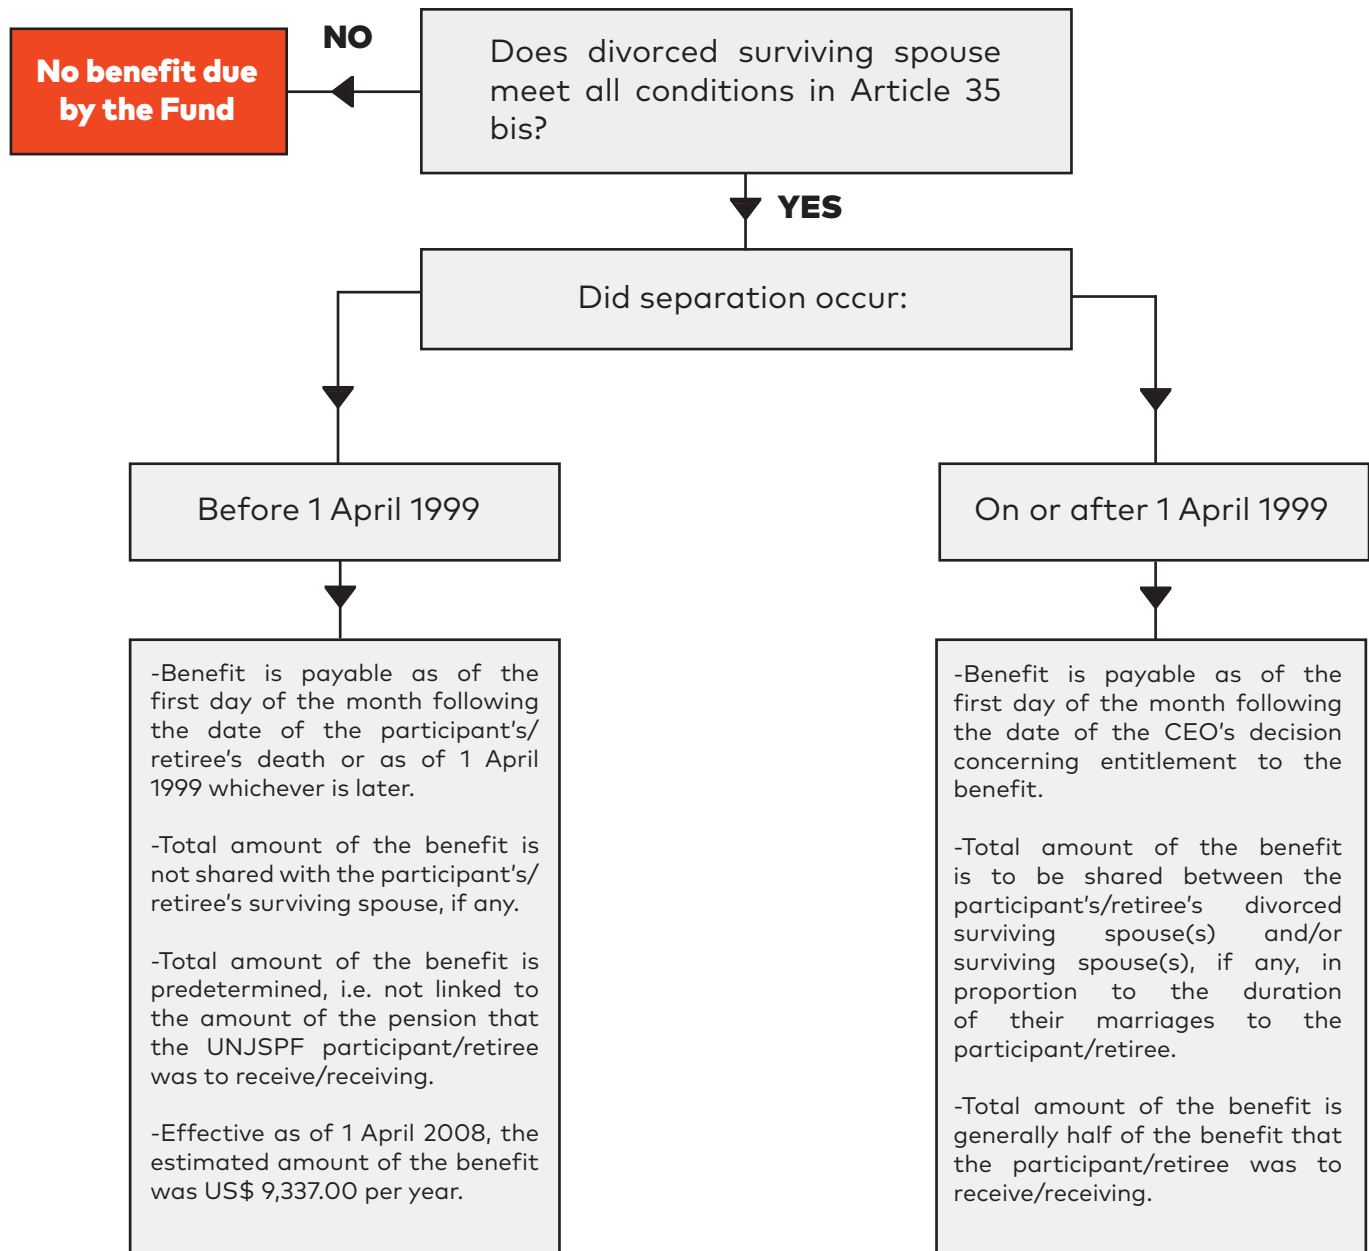 NO
No benefit due
by the Fund
Does divorced surviving spouse
meet all conditions in Article 35
bis?
YES
Did separation occur:
Before 1 April 1999
On or after 1 April 1999
-Benefit is payable as of the
first day of the month following
the date of the participant's/
retiree's death or as of 1 April
1999 whichever is later.
-Total amount of the benefit is
not shared with the participant's/
retiree's surviving spouse, if any.
-Total amount of the benefit is
predetermined, i.e. not linked to
the amount of the pension that
the UNJSPF participant/retiree
was to receive/receiving.
-Effective as of 1 April 2008, the
estimated amount of the benefit
was US$ 9,337.00 per year.
-Benefit is payable as of the
first day of the month following
the date of the CEO's decision
concerning entitlement to the
benefit.
-Total amount of the benefit
is to be shared between the
participant's/retiree's divorced
surviving spouse(s) and/or
surviving spouse(s), if any, in
proportion to the duration
of their marriages to the
participant/retiree.
-Total amount of the benefit is
generally half of the benefit that
the participant/retiree was to
receive/receiving.